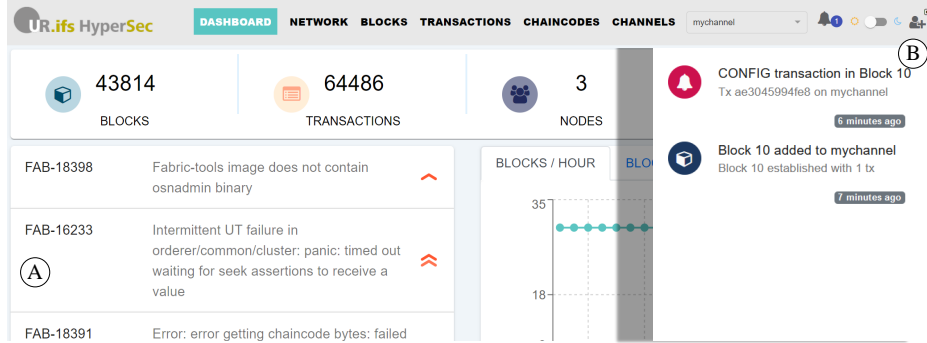 UR.ifs HyperSec
DASHBOARD NETWORK BLOCKS TRANSACTIONS CHAINCODES CHANNELS mychannel 1
B
43814
BLOCKS
64486
TRANSACTIONS
3
NODES
CONFIG transaction in Block 10
Tx ae3045994fe8 on mychannel
6 minutes ago
Block 10 added to mychannel
Block 10 established with 1 tx
7 minutes ago
FAB-18398 Fabric-tools image does not contain
osnadmin binary
FAB-16233 Intermittent UT failure in
orderer/common/cluster: panic: timed out
waiting for seek assertions to receive a
value
A
FAB-18391 Error: error getting chaincode bytes: failed
BLOCKS / HOUR BLO
35
18